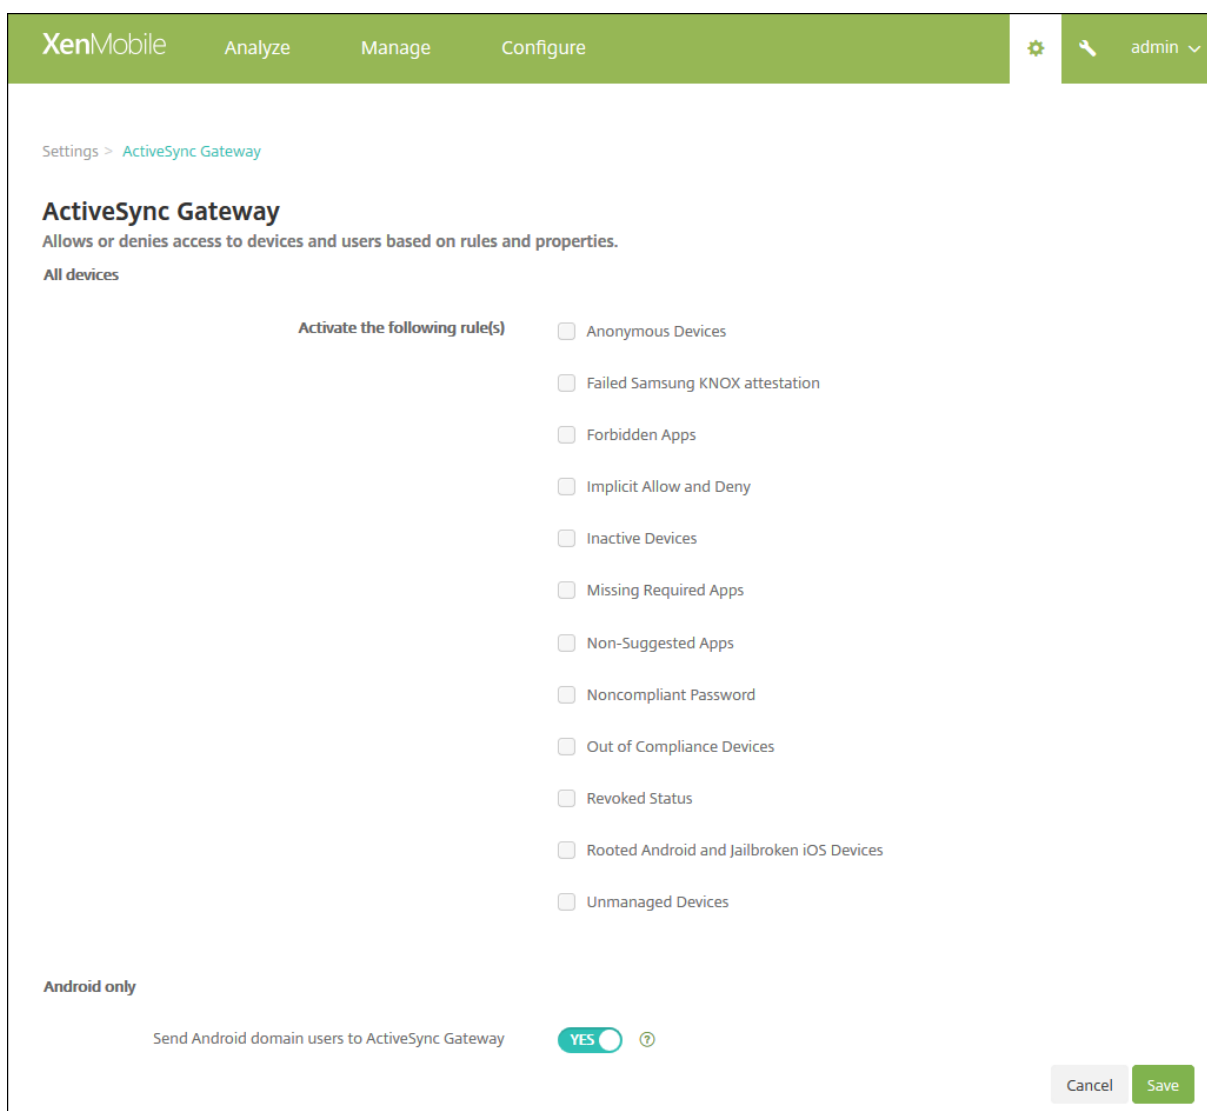 XenMobile Analyze Manage Configure admin
Settings > ActiveSync Gateway
ActiveSync Gateway
Allows or denies access to devices and users based on rules and properties.
All devices
Activate the following rule(s)
Anonymous Devices
Failed Samsung KNOX attestation
Forbidden Apps
Implicit Allow and Deny
Inactive Devices
Missing Required Apps
Non-Suggested Apps
Noncompliant Password
Out of Compliance Devices
Revoked Status
Rooted Android and Jailbroken iOS Devices
Unmanaged Devices
Android only
Send Android domain users to ActiveSync Gateway YES ?
Cancel Save